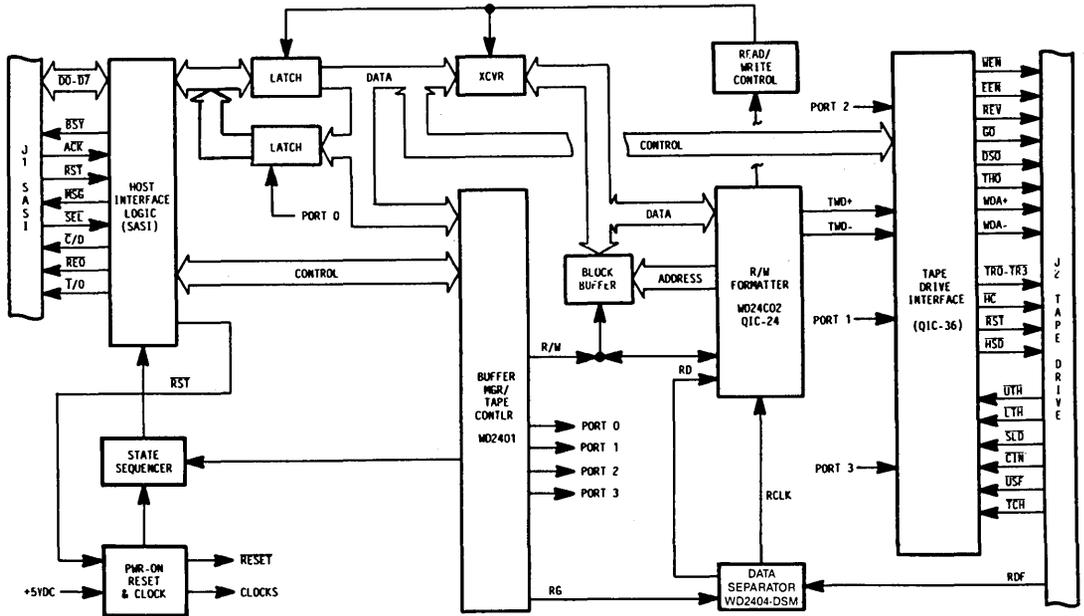 J1 SASI
D0-D7
BSY
ACK
RST
MSG
SEL
C/D
REQ
I/O
HOST
INTERFACE
LOGIC
(SASI)
RST
STATE
SEQUENCER
PWR-ON
RESET
& CLOCK
+5VDC
RESET
CLOCKS
LATCH
LATCH
PORT 0
DATA
XCVR
CONTROL
READ/
WRITE
CONTROL
CONTROL
BUFFER
MGR/
TAPE
CONTLR
WD2401
R/W
PORT 0
PORT 1
PORT 2
PORT 3
RG
BLOCK
BUFFER
DATA
ADDRESS
R/W
FORMATTER
WD24C02
QIC-24
RD
RCLK
DATA
SEPARATOR
WD2404-DSM
TWD+
TWD-
PORT 2
PORT 1
PORT 3
TAPE
DRIVE
INTERFACE
(QIC-36)
WEN
EEN
REV
GO
DSO
THO
WDA+
WDA-
TR0-TR3
HC
RST
HSD
UTH
LTH
SLD
CIN
USF
TCH
RDF
J2 TAPE DRIVE